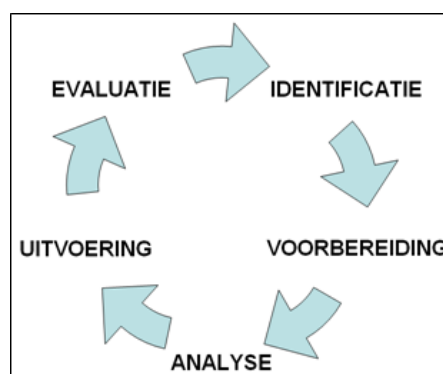 EVALUATIE
IDENTIFICATIE
UITVOERING
VOORBEREIDING
ANALYSE